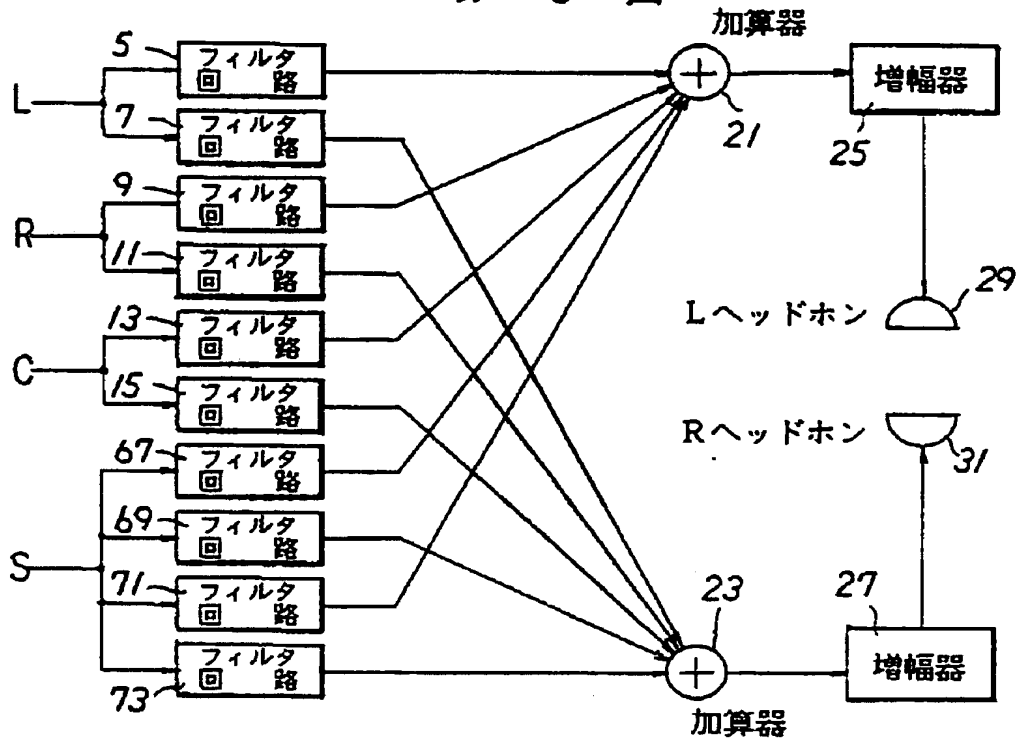 加算器
5
フィルタ
回 路
増幅器
L
7
フィルタ
回 路
21
25
9
フィルタ
回 路
R
11
フィルタ
回 路
29
Lヘッドホン
13
フィルタ
回 路
C
15
フィルタ
回 路
Rヘッドホン
31
67
フィルタ
回 路
69
フィルタ
回 路
S
71
フィルタ
回 路
23
27
フィルタ
回 路
73
増幅器
加算器